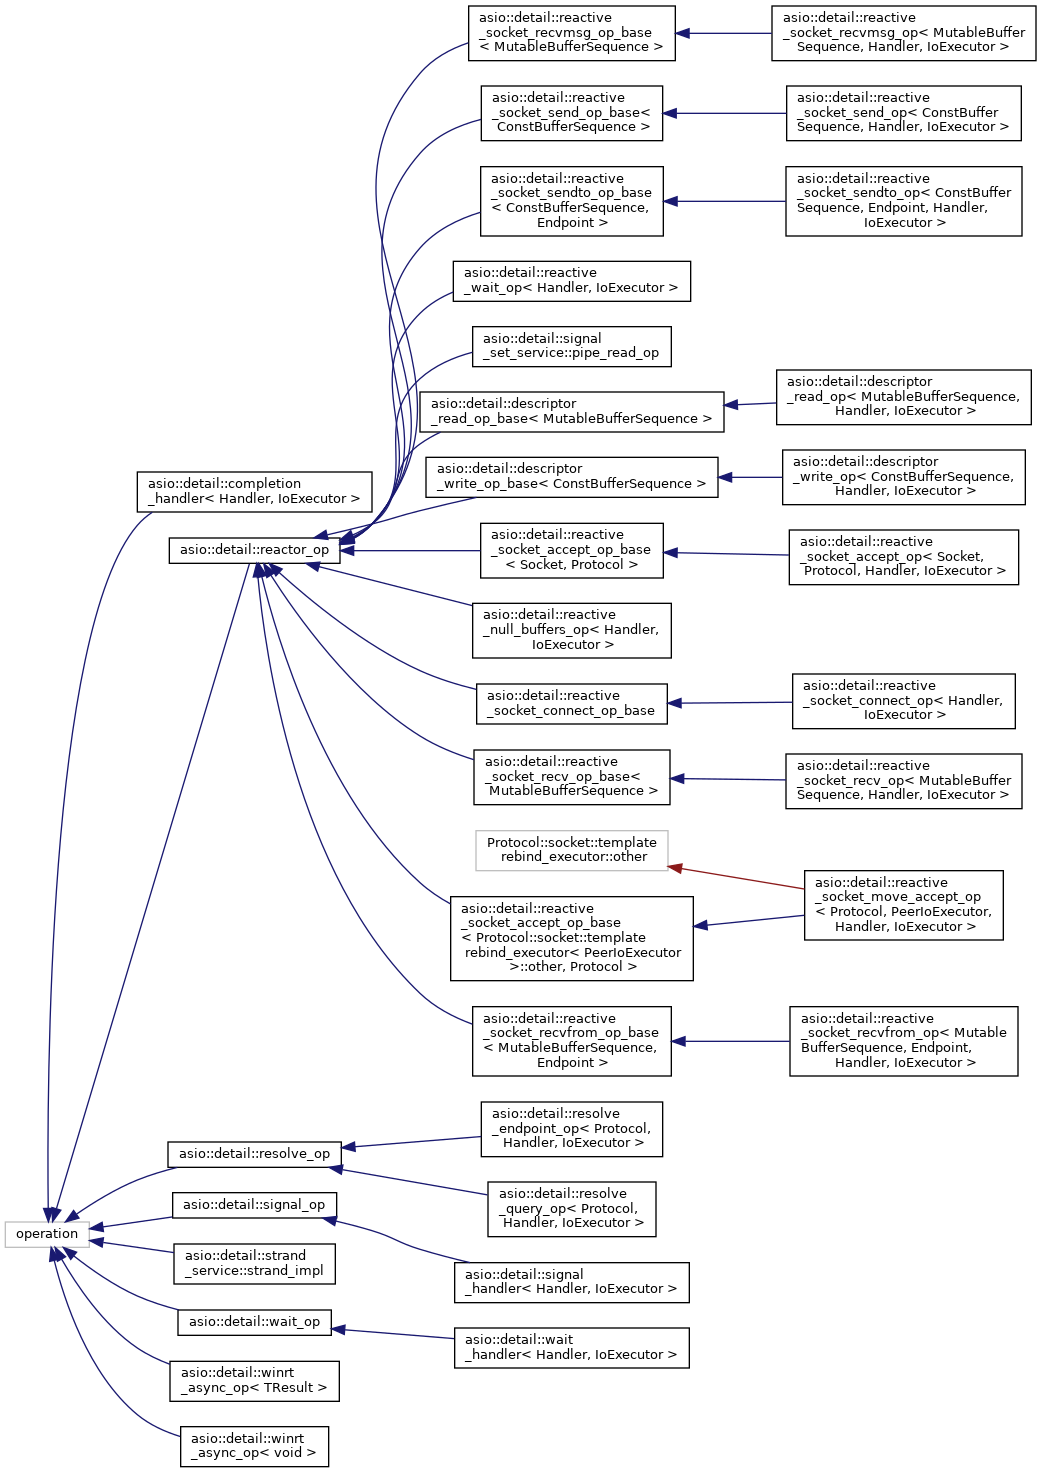 asio::detail::reactive
_socket_recvmsg_op_base
< MutableBufferSequence >
asio::detail::reactive
_socket_recvmsg_op< MutableBuffer
Sequence, Handler, IoExecutor >
asio::detail::reactive
_socket_send_op_base<
ConstBufferSequence >
asio::detail::reactive
_socket_send_op< ConstBuffer
Sequence, Handler, IoExecutor >
asio::detail::reactive
_socket_sendto_op_base
< ConstBufferSequence,
Endpoint >
asio::detail::reactive
_socket_sendto_op< ConstBuffer
Sequence, Endpoint, Handler,
IoExecutor >
asio::detail::reactive
_wait_op< Handler, IoExecutor >
asio::detail::signal
_set_service::pipe_read_op
asio::detail::descriptor
_read_op_base< MutableBufferSequence >
asio::detail::descriptor
_read_op< MutableBufferSequence,
Handler, IoExecutor >
asio::detail::descriptor
_write_op_base< ConstBufferSequence >
asio::detail::descriptor
_write_op< ConstBufferSequence,
Handler, IoExecutor >
asio::detail::completion
_handler< Handler, IoExecutor >
asio::detail::reactor_op
asio::detail::reactive
_socket_accept_op_base
< Socket, Protocol >
asio::detail::reactive
_socket_accept_op< Socket,
Protocol, Handler, IoExecutor >
asio::detail::reactive
_null_buffers_op< Handler,
IoExecutor >
asio::detail::reactive
_socket_connect_op_base
asio::detail::reactive
_socket_connect_op< Handler,
IoExecutor >
asio::detail::reactive
_socket_recv_op_base<
MutableBufferSequence >
asio::detail::reactive
_socket_recv_op< MutableBuffer
Sequence, Handler, IoExecutor >
Protocol::socket::template
rebind_executor::other
asio::detail::reactive
_socket_move_accept_op
< Protocol, PeerIoExecutor,
Handler, IoExecutor >
asio::detail::reactive
_socket_accept_op_base
< Protocol::socket::template
rebind_executor< PeerIoExecutor
>::other, Protocol >
asio::detail::reactive
_socket_recvfrom_op_base
< MutableBufferSequence,
Endpoint >
asio::detail::reactive
_socket_recvfrom_op< Mutable
BufferSequence, Endpoint,
Handler, IoExecutor >
asio::detail::resolve_op
asio::detail::resolve
_endpoint_op< Protocol,
Handler, IoExecutor >
asio::detail::resolve
_query_op< Protocol,
Handler, IoExecutor >
asio::detail::signal_op
operation
asio::detail::strand
_service::strand_impl
asio::detail::signal
_handler< Handler, IoExecutor >
asio::detail::wait_op
asio::detail::wait
_handler< Handler, IoExecutor >
asio::detail::winrt
_async_op< TResult >
asio::detail::winrt
_async_op< void >